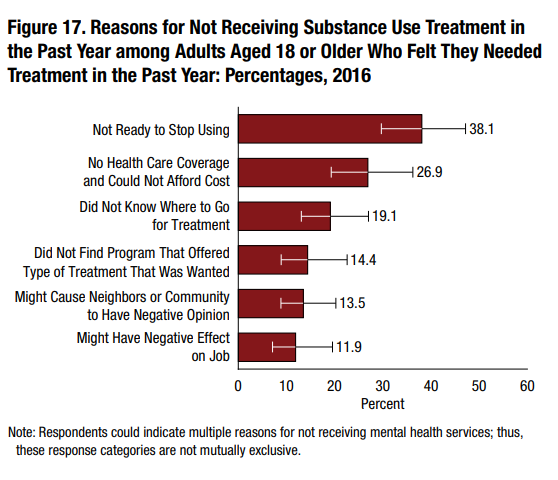 Figure 17. Reasons for Not Receiving Substance Use Treatment in
the Past Year among Adults Aged 18 or Older Who Felt They Needed
Treatment in the Past Year: Percentages, 2016
Not Ready to Stop Using
38.1
No Health Care Coverage
and Could Not Afford Cost
26.9
Did Not Know Where to Go
for Treatment
19.1
Did Not Find Program That Offered
Type of Treatment That Was Wanted
14.4
Might Cause Neighbors or Community
to Have Negative Opinion
13.5
Might Have Negative Effect
on Job
11.9
0 10 20 30 40 50 60
Percent
Note: Respondents could indicate multiple reasons for not receiving mental health services; thus,
these response categories are not mutually exclusive.